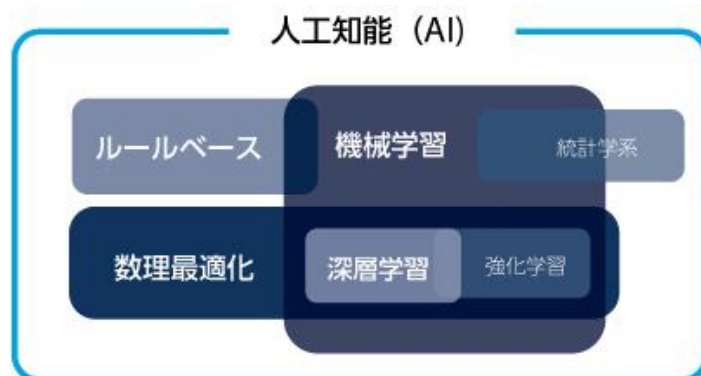 人工知能（AI)
ルールベース
機械学習
統計学系
数理最適化
深層学習
強化学習